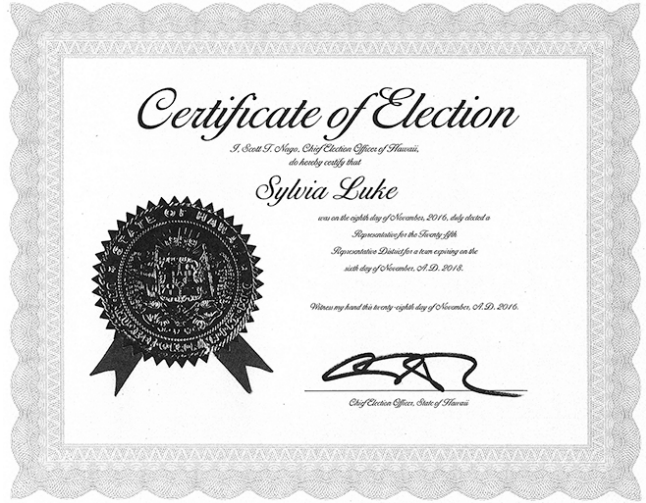 Certificate of Election
I, Scott T. Nago, Chief Election Officer of Hawaii,
do hereby certify that
Sylvia Luke
was on the eighth day of November, 2016, duly elected a
Representative for the Twenty-fifth
Representative District for a term expiring on the
sixth day of November, A.D. 2018.
Witness my hand this twenty-eighth day of November, A.D. 2016.
STATE OF HAWAII
Chief Election Officer, State of Hawaii